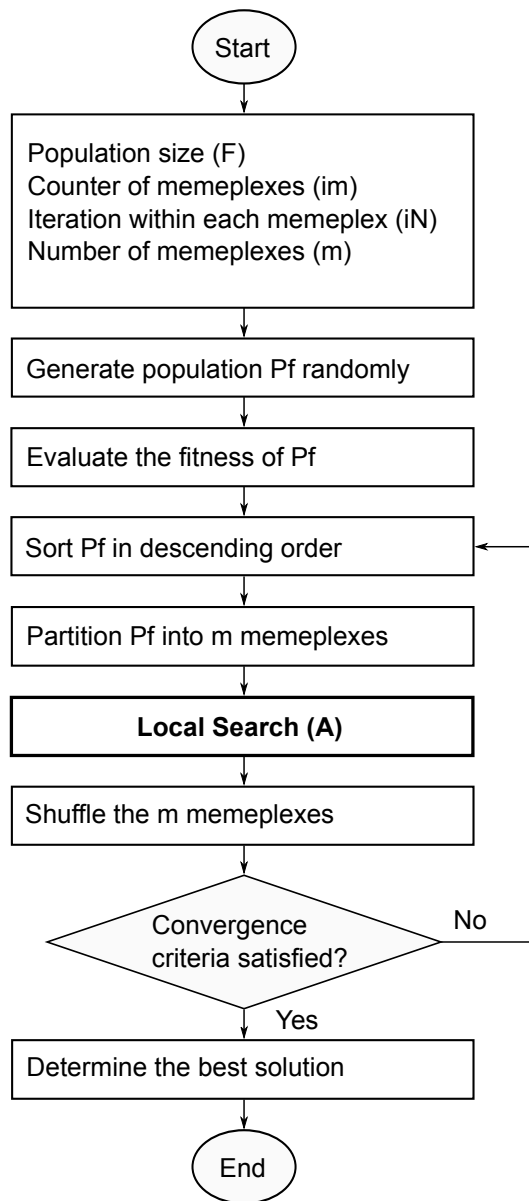 Start
Population size (F)
Counter of memeplexes (im)
Iteration within each memeplex (iN)
Number of memeplexes (m)
Generate population Pf randomly
Evaluate the fitness of Pf
Sort Pf in descending order
Partition Pf into m memeplexes
Local Search (A)
Shuffle the m memeplexes
Convergence
criteria satisfied?
No
Yes
Determine the best solution
End